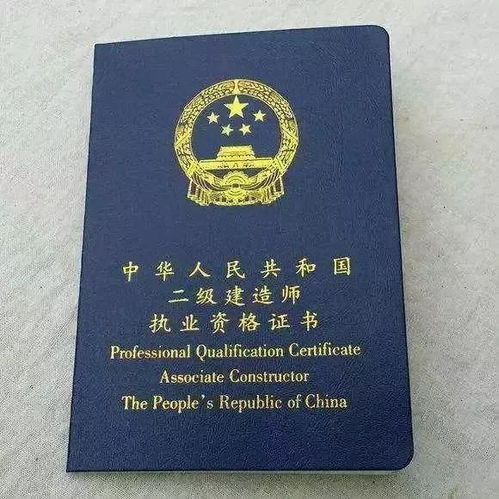 中华人民共和国
二级建造师
执业资格证书
Professional Qualification Certificate
Associate Constructor
The People's Republic of China